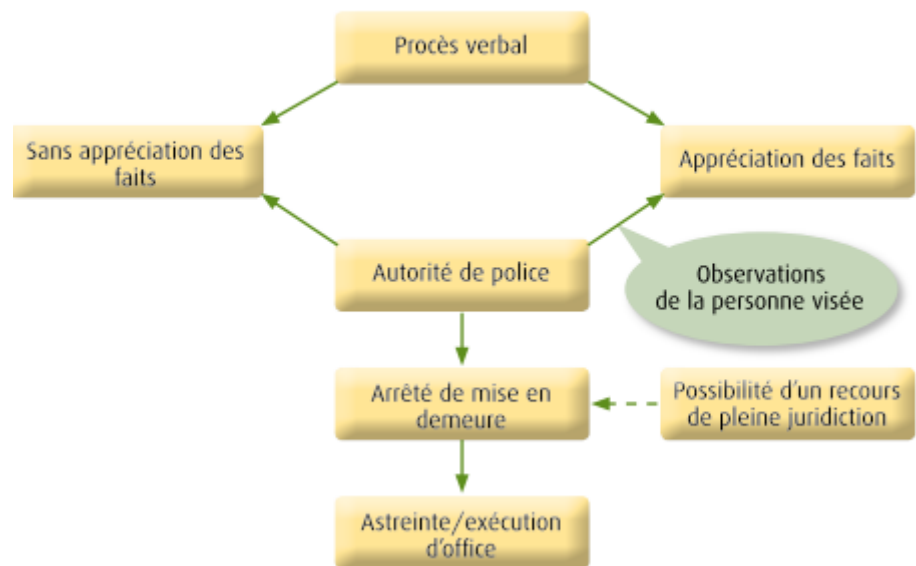 Procès verbal
Sans appréciation des
faits
Appréciation des faits
Autorité de police
Observations
de la personne visée
Arrêté de mise en
demeure
Possibilité d'un recours
de pleine juridiction
Astreinte/exécution
d'office